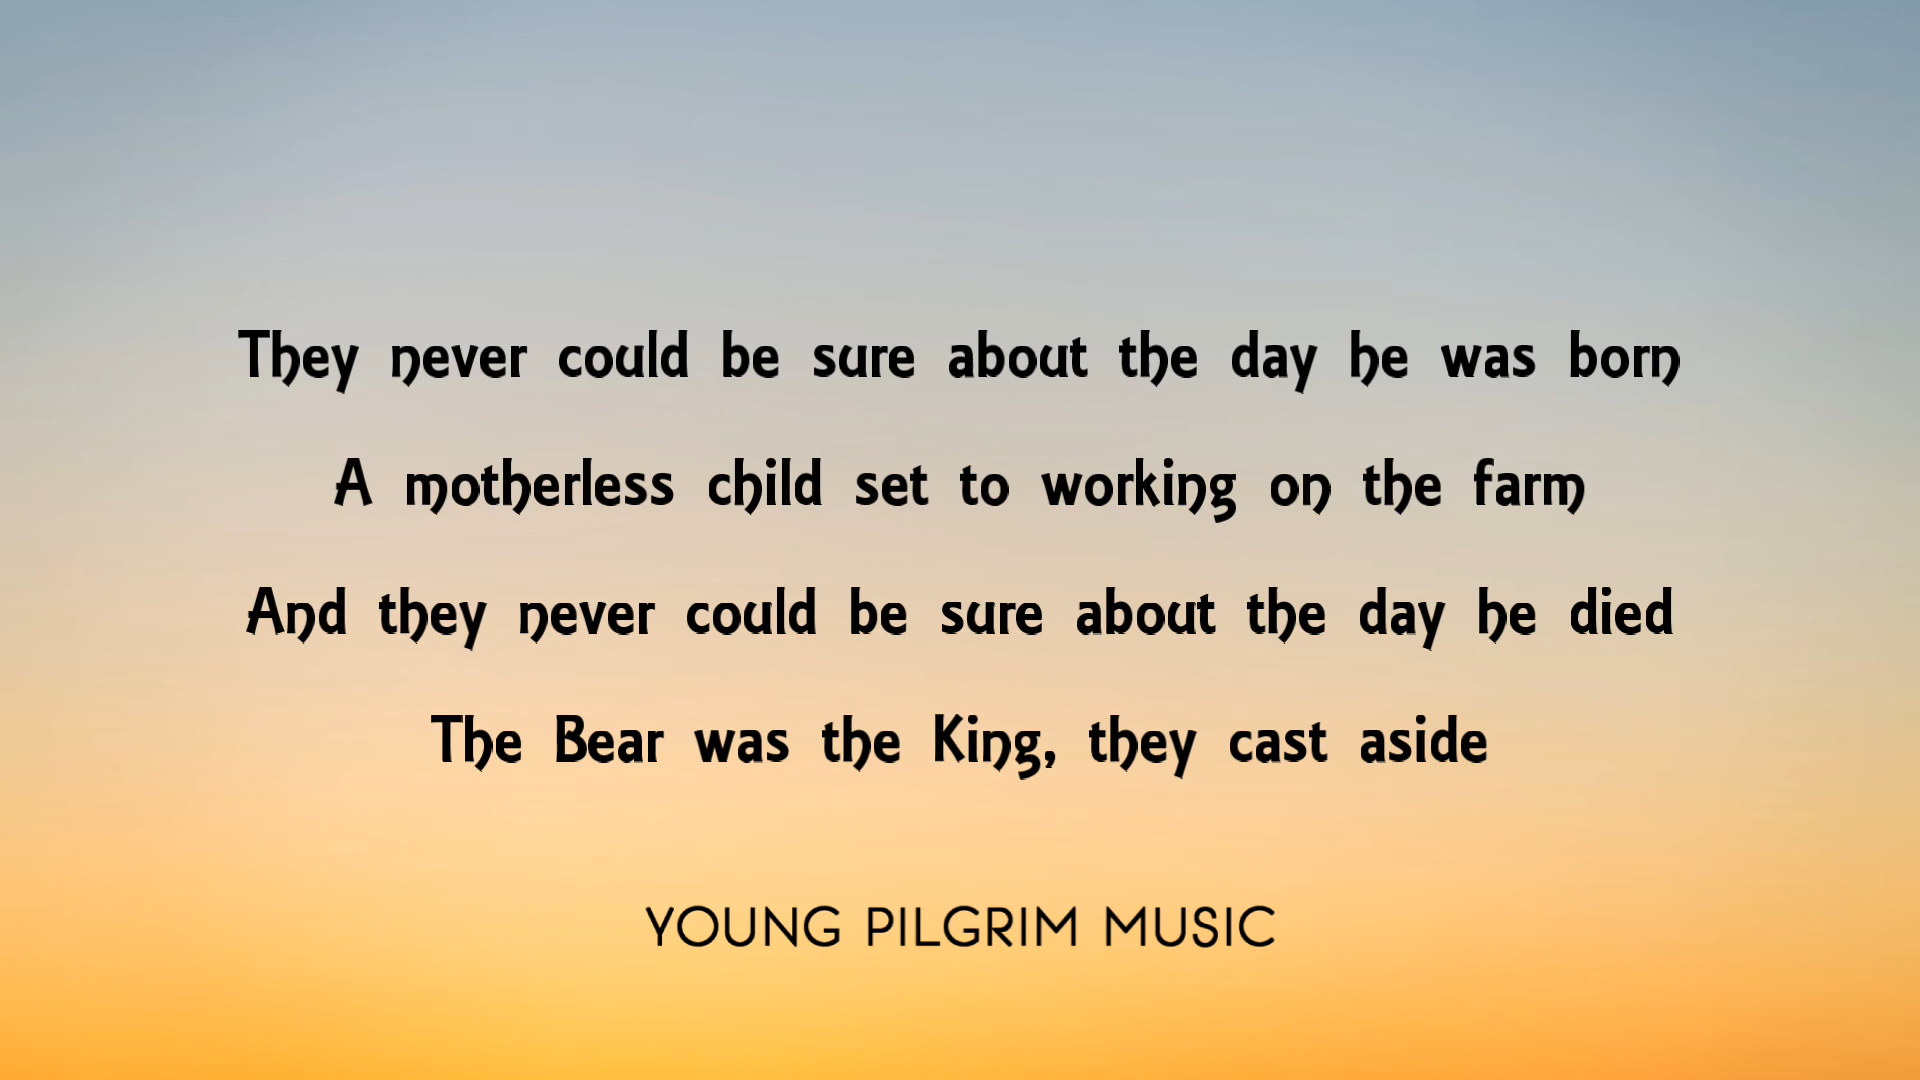 They never could be sure about the day he was born
A motherless child set to working on the farm
And they never could be sure about the day he died
The Bear was the King, they cast aside
YOUNG PILGRIM MUSIC